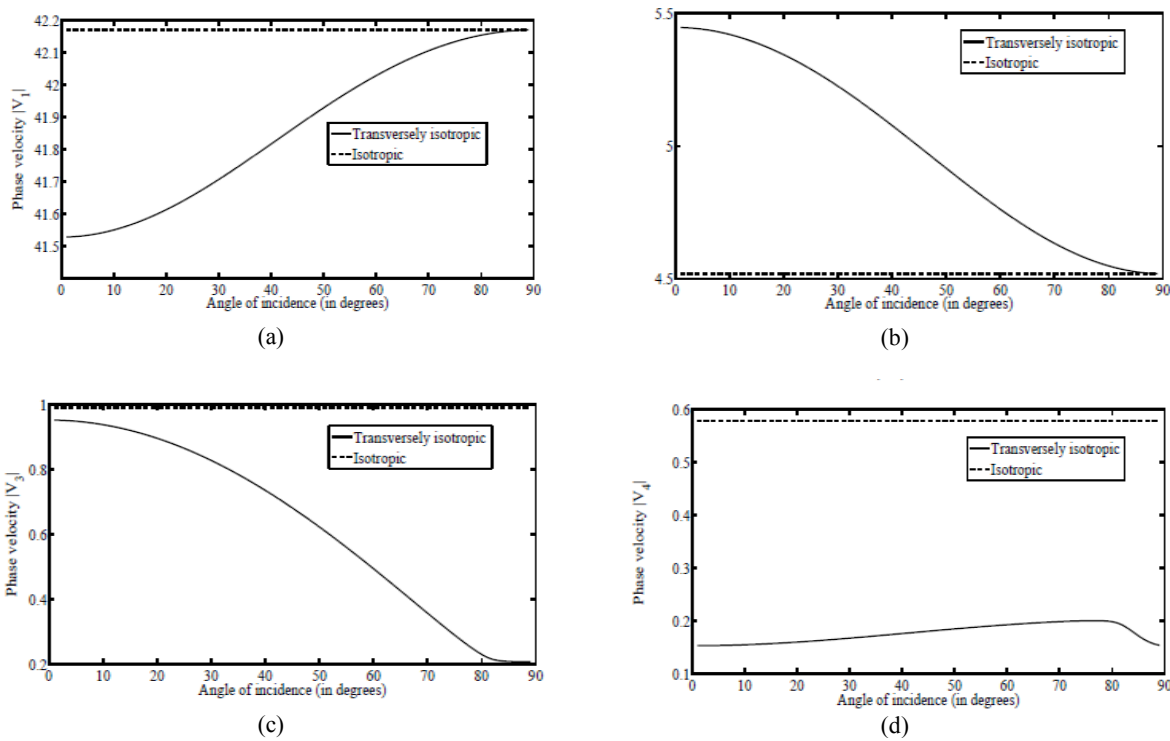 42.2
42.1
42
41.9
41.8
41.7
41.6
41.5
Phase velocity |V1|
Transversely isotropic
Isotropic
0 10 20 30 40 50 60 70 80 90
Angle of incidence (in degrees)
(a)
5.5
5
4.5
Transversely isotropic
Isotropic
0 10 20 30 40 50 60 70 80 90
Angle of incidence (in degrees)
(b)
1
0.8
0.6
0.4
0.2
Phase velocity |V3|
Transversely isotropic
Isotropic
0 10 20 30 40 50 60 70 80 90
Angle of incidence (in degrees)
(c)
0.6
0.5
0.4
0.3
0.2
0.1
Phase velocity |V4|
Transversely isotropic
Isotropic
0 10 20 30 40 50 60 70 80 90
Angle of incidence (in degrees)
(d)